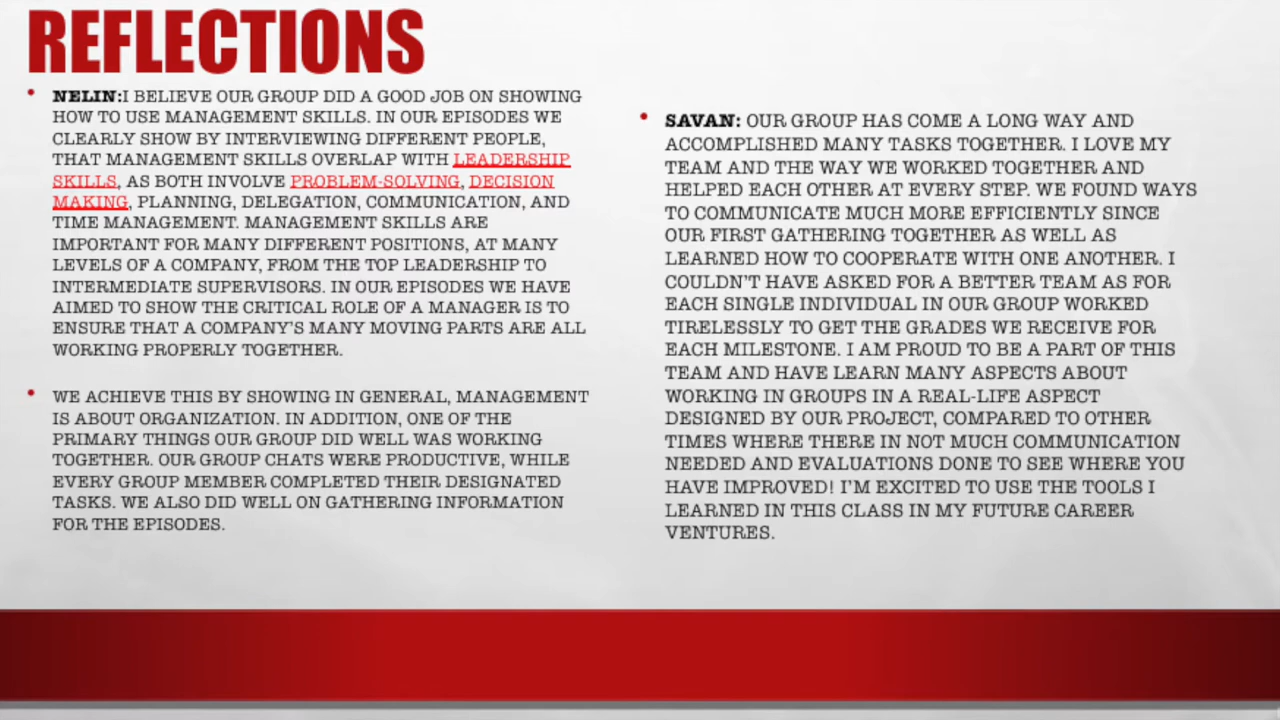 REFLECTIONS
• NELIN:I BELIEVE OUR GROUP DID A GOOD JOB ON SHOWING
HOW TO USE MANAGEMENT SKILLS. IN OUR EPISODES WE
CLEARLY SHOW BY INTERVIEWING DIFFERENT PEOPLE,
THAT MANAGEMENT SKILLS OVERLAP WITH LEADERSHIP
SKILLS, AS BOTH INVOLVE PROBLEM-SOLVING, DECISION
MAKING, PLANNING, DELEGATION, COMMUNICATION, AND
TIME MANAGEMENT. MANAGEMENT SKILLS ARE
IMPORTANT FOR MANY DIFFERENT POSITIONS, AT MANY
LEVELS OF A COMPANY, FROM THE TOP LEADERSHIP TO
INTERMEDIATE SUPERVISORS. IN OUR EPISODES WE HAVE
AIMED TO SHOW THE CRITICAL ROLE OF A MANAGER IS TO
ENSURE THAT A COMPANY'S MANY MOVING PARTS ARE ALL
WORKING PROPERLY TOGETHER.
• WE ACHIEVE THIS BY SHOWING IN GENERAL, MANAGEMENT
IS ABOUT ORGANIZATION. IN ADDITION, ONE OF THE
PRIMARY THINGS OUR GROUP DID WELL WAS WORKING
TOGETHER. OUR GROUP CHATS WERE PRODUCTIVE, WHILE
EVERY GROUP MEMBER COMPLETED THEIR DESIGNATED
TASKS. WE ALSO DID WELL ON GATHERING INFORMATION
FOR THE EPISODES.
• SAVAN: OUR GROUP HAS COME A LONG WAY AND
ACCOMPLISHED MANY TASKS TOGETHER. I LOVE MY
TEAM AND THE WAY WE WORKED TOGETHER AND
HELPED EACH OTHER AT EVERY STEP. WE FOUND WAYS
TO COMMUNICATE MUCH MORE EFFICIENTLY SINCE
OUR FIRST GATHERING TOGETHER AS WELL AS
LEARNED HOW TO COOPERATE WITH ONE ANOTHER. I
COULDN'T HAVE ASKED FOR A BETTER TEAM AS FOR
EACH SINGLE INDIVIDUAL IN OUR GROUP WORKED
TIRELESSLY TO GET THE GRADES WE RECEIVE FOR
EACH MILESTONE. I AM PROUD TO BE A PART OF THIS
TEAM AND HAVE LEARN MANY ASPECTS ABOUT
WORKING IN GROUPS IN A REAL-LIFE ASPECT
DESIGNED BY OUR PROJECT, COMPARED TO OTHER
TIMES WHERE THERE IN NOT MUCH COMMUNICATION
NEEDED AND EVALUATIONS DONE TO SEE WHERE YOU
HAVE IMPROVED! I'M EXCITED TO USE THE TOOLS I
LEARNED IN THIS CLASS IN MY FUTURE CAREER
VENTURES.